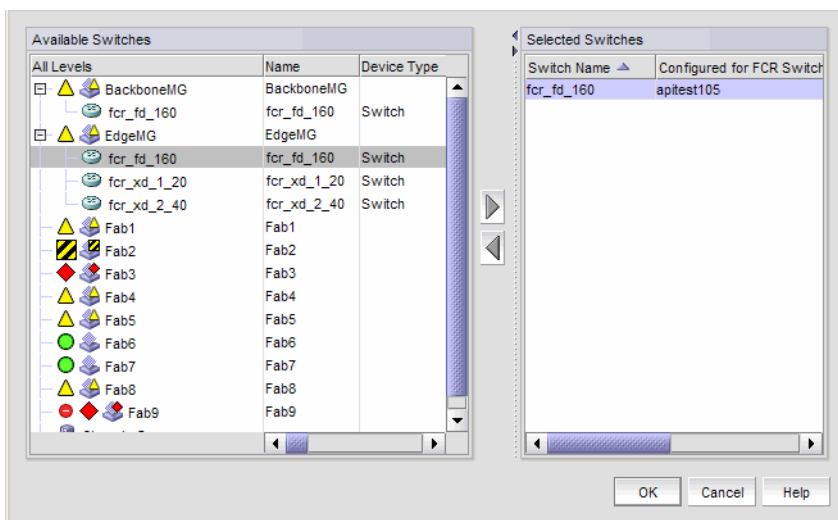 Available Switches
All Levels Name Device Type
BackboneMG BackboneMG
fcr_fd_160 fcr_fd_160 Switch
EdgeMG EdgeMG
fcr_fd_160 fcr_fd_160 Switch
fcr_xd_1_20 fcr_xd_1_20 Switch
fcr_xd_2_40 fcr_xd_2_40 Switch
Fab1 Fab1
Fab2 Fab2
Fab3 Fab3
Fab4 Fab4
Fab5 Fab5
Fab6 Fab6
Fab7 Fab7
Fab8 Fab8
Fab9 Fab9
Selected Switches
Switch Name Configured for FCR Switch
fcr_fd_160 apitest105
OK Cancel Help